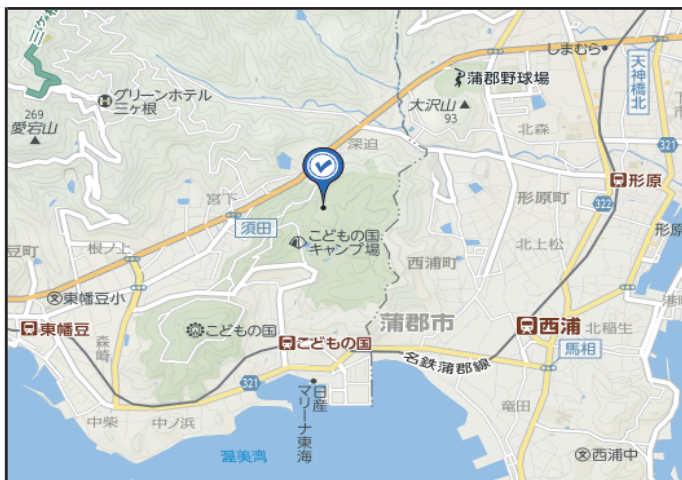 三ケ根
しまむら
天神橋北
グリーンホテル
三ヶ根
蒲郡野球場
大沢山
93
269
愛宕山
北森
深迫
321
形原
宮下
形原町
322
須田
こどもの国
キャンプ場
北上松
形原
豆町
根ノ上
西浦町
東幡豆小
蒲郡市
東幡豆
こどもの国
こどもの国
西浦
北稲生
港町
馬相
森崎
名鉄蒲郡線
321
日産
マリーナ東海
中柴
中ノ浜
竜田
渥美湾
西浦中